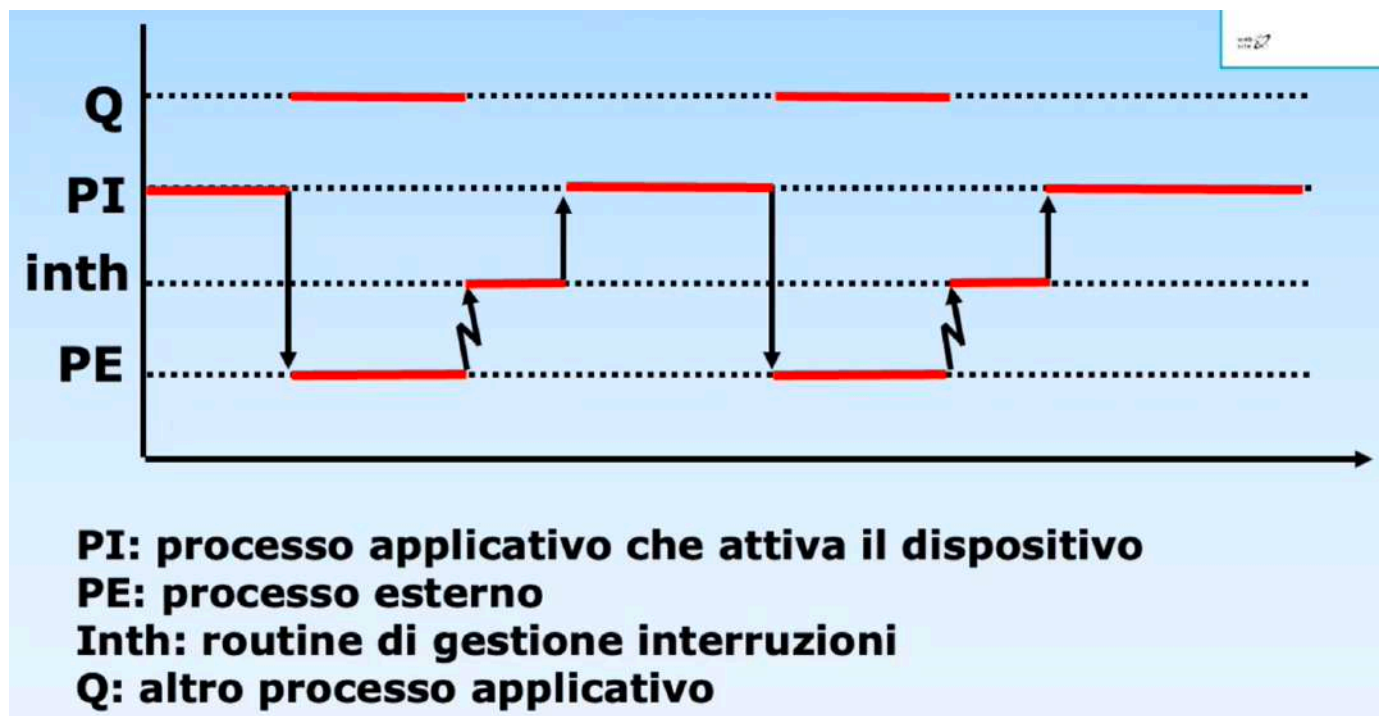 Q
PI
inth
PE
PI: processo applicativo che attiva il dispositivo
PE: processo esterno
Inth: routine di gestione interruzioni
Q: altro processo applicativo